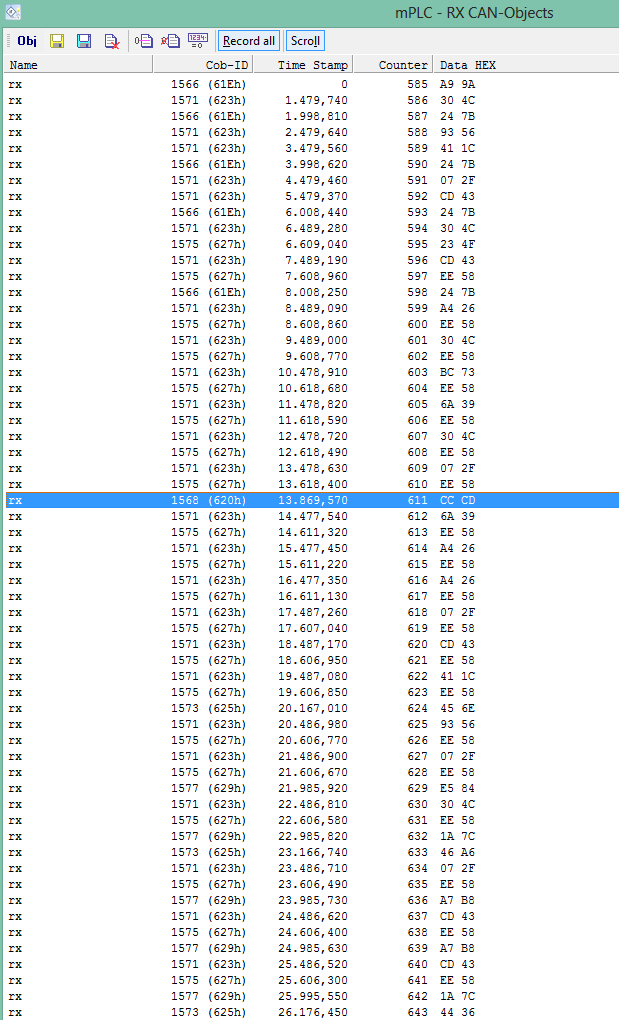 mPLC - RX CAN-Objects
Obj 1234- =0 Record all Scroll
Name Cob-ID Time Stamp Counter Data HEX
rx 1566 (61Eh) 0 585 A9 9A
rx 1571 (623h) 1.479,740 586 30 4C
rx 1566 (61Eh) 1.998,810 587 24 7B
rx 1571 (623h) 2.479,640 588 93 56
rx 1571 (623h) 3.479,560 589 41 1C
rx 1566 (61Eh) 3.998,620 590 24 7B
rx 1571 (623h) 4.479,460 591 07 2F
rx 1571 (623h) 5.479,370 592 CD 43
rx 1566 (61Eh) 6.008,440 593 24 7B
rx 1571 (623h) 6.489,280 594 30 4C
rx 1575 (627h) 6.609,040 595 23 4F
rx 1571 (623h) 7.489,190 596 CD 43
rx 1575 (627h) 7.608,960 597 EE 58
rx 1566 (61Eh) 8.008,250 598 24 7B
rx 1571 (623h) 8.489,090 599 A4 26
rx 1575 (627h) 8.608,860 600 EE 58
rx 1571 (623h) 9.489,000 601 30 4C
rx 1575 (627h) 9.608,770 602 EE 58
rx 1571 (623h) 10.478,910 603 BC 73
rx 1575 (627h) 10.618,680 604 EE 58
rx 1571 (623h) 11.478,820 605 6A 39
rx 1575 (627h) 11.618,590 606 EE 58
rx 1571 (623h) 12.478,720 607 30 4C
rx 1575 (627h) 12.618,490 608 EE 58
rx 1571 (623h) 13.478,630 609 07 2F
rx 1575 (627h) 13.618,400 610 EE 58
rx 1568 (620h) 13.869,570 611 CC CD
rx 1571 (623h) 14.477,540 612 6A 39
rx 1575 (627h) 14.611,320 613 EE 58
rx 1571 (623h) 15.477,450 614 A4 26
rx 1575 (627h) 15.611,220 615 EE 58
rx 1571 (623h) 16.477,350 616 A4 26
rx 1575 (627h) 16.611,130 617 EE 58
rx 1571 (623h) 17.487,260 618 07 2F
rx 1575 (627h) 17.607,040 619 EE 58
rx 1571 (623h) 18.487,170 620 CD 43
rx 1575 (627h) 18.606,950 621 EE 58
rx 1571 (623h) 19.487,080 622 41 1C
rx 1575 (627h) 19.606,850 623 EE 58
rx 1573 (625h) 20.167,010 624 45 6E
rx 1571 (623h) 20.486,980 625 93 56
rx 1575 (627h) 20.606,770 626 EE 58
rx 1571 (623h) 21.486,900 627 07 2F
rx 1575 (627h) 21.606,670 628 EE 58
rx 1577 (629h) 21.985,920 629 E5 84
rx 1571 (623h) 22.486,810 630 30 4C
rx 1575 (627h) 22.606,580 631 EE 58
rx 1577 (629h) 22.985,820 632 1A 7C
rx 1573 (625h) 23.166,740 633 46 A6
rx 1571 (623h) 23.486,710 634 07 2F
rx 1575 (627h) 23.606,490 635 EE 58
rx 1577 (629h) 23.985,730 636 A7 B8
rx 1571 (623h) 24.486,620 637 CD 43
rx 1575 (627h) 24.606,400 638 EE 58
rx 1577 (629h) 24.985,630 639 A7 B8
rx 1571 (623h) 25.486,520 640 CD 43
rx 1575 (627h) 25.606,300 641 EE 58
rx 1577 (629h) 25.995,550 642 1A 7C
rx 1573 (625h) 26.176,450 643 44 36